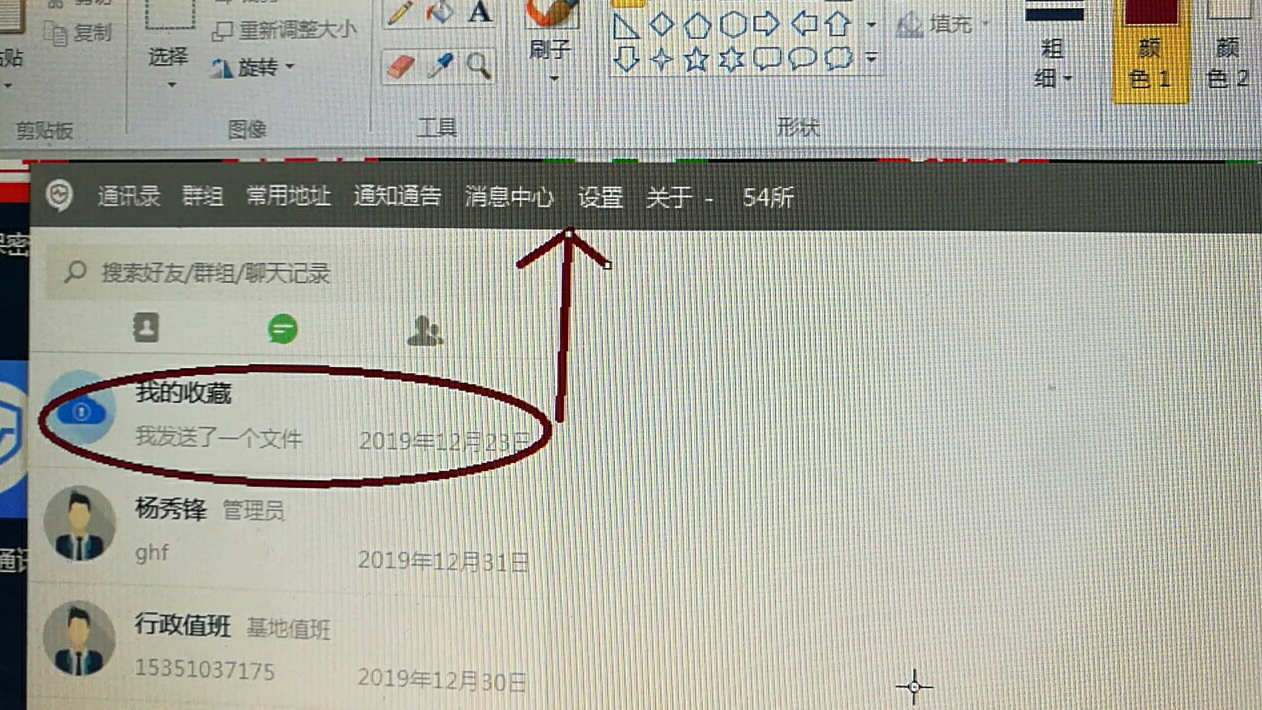 复制
重新调整大小
选择
旋转
A
刷子
填充
粗
细
颜
色 1
颜
色 2
剪贴板
图像
工具
形状
通讯录 群组 常用地址 通知通告 消息中心 设置 关于 - 54所
搜索好友/群组/聊天记录
我的收藏
我发送了一个文件 2019年12月23日
杨秀锋 管理员
ghf 2019年12月31日
行政值班 基地值班
15351037175 2019年12月30日